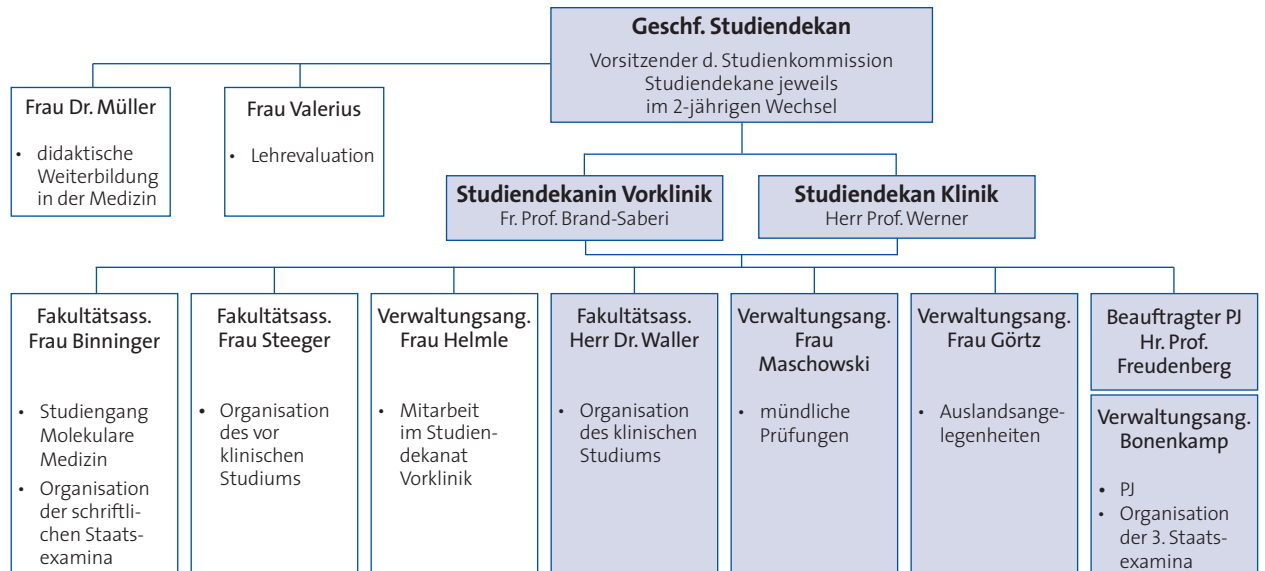 Geschf. Studiendekan
Vorsitzender d. Studienkommission
Studiendekane jeweils
im 2-jährigen Wechsel
Frau Dr. Müller
• didaktische
Weiterbildung
in der Medizin
Frau Valerius
• Lehrevaluation
Studiendekanin Vorklinik
Fr. Prof. Brand-Saberi
Studiendekan Klinik
Herr Prof. Werner
Fakultätsass.
Frau Binninger
• Studiengang
Molekulare
Medizin
• Organisation
der schriftli-
chen Staats-
examina
Fakultätsass.
Frau Steeger
• Organisation
des vor
klinischen
Studiums
Verwaltungsang.
Frau Helmle
• Mitarbeit
im Studien-
dekanat
Vorklinik
Fakultätsass.
Herr Dr. Waller
• Organisation
des klinischen
Studiums
Verwaltungsang.
Frau
Maschowski
• mündliche
Prüfungen
Verwaltungsang.
Frau Görtz
• Auslandsange-
legenheiten
Beauftragter PJ
Hr. Prof.
Freudenberg
Verwaltungsang.
Bonenkamp
• PJ
• Organisation
der 3. Staats-
examina